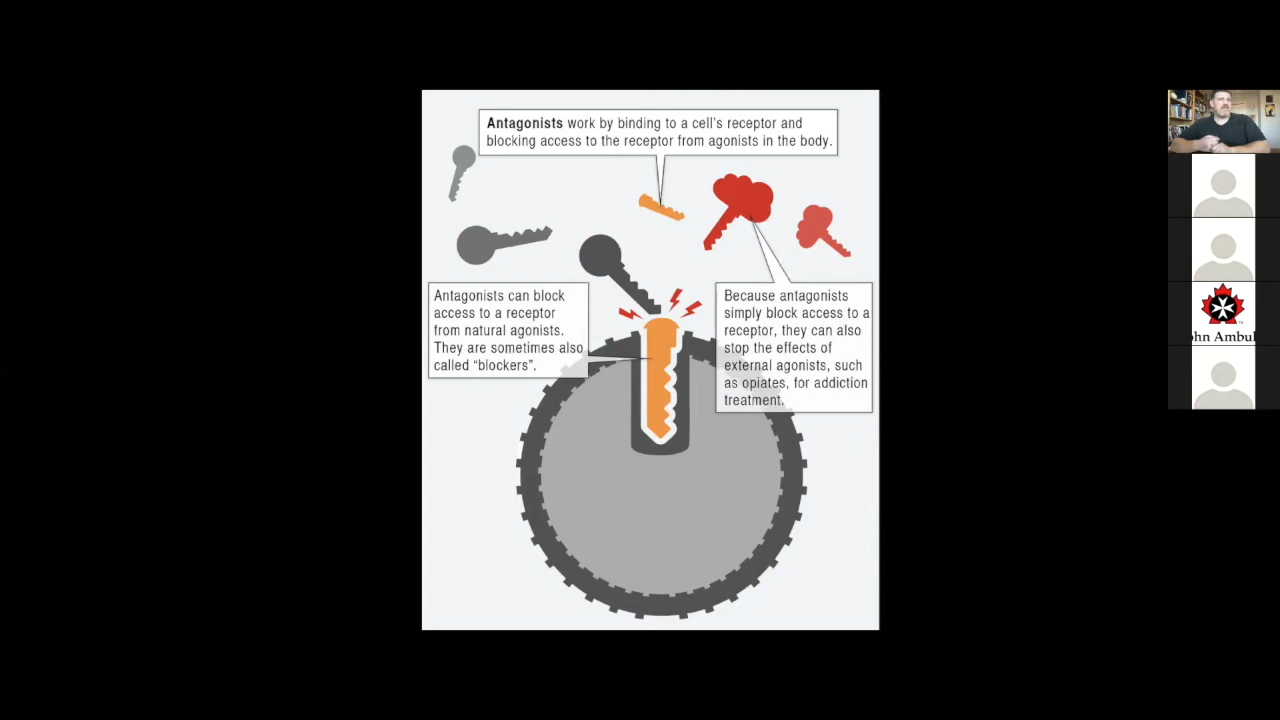 Antagonists work by binding to a cell's receptor and
blocking access to the receptor from agonists in the body.
Antagonists can block
access to a receptor
from natural agonists.
They are sometimes also
called “blockers”.
Because antagonists
simply block access to a
receptor, they can also
stop the effects of
external agonists, such
as opiates, for addiction
treatment.
ohn Ambul